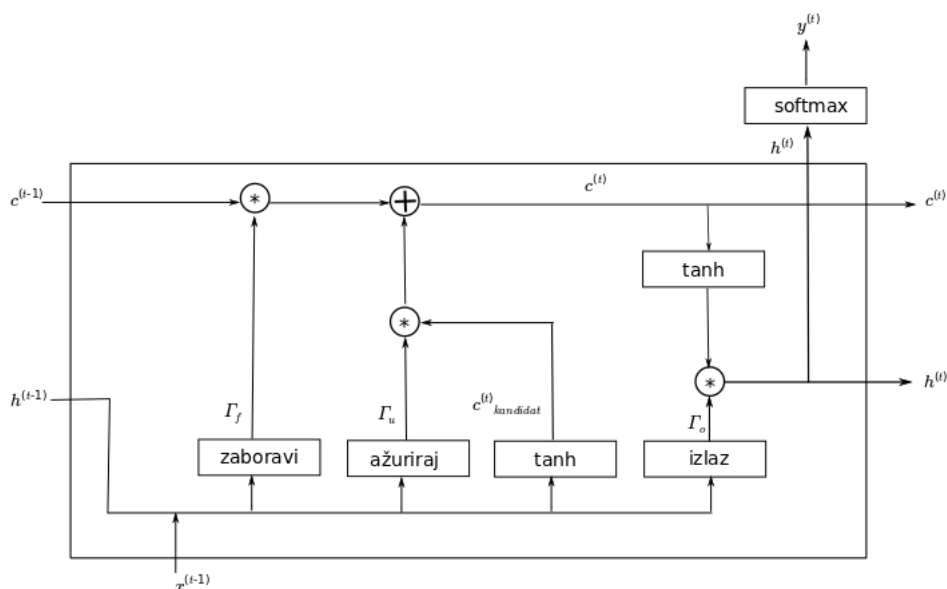 y^(t)
softmax
h^(t)
c^(t-1)
*
+
c^(t)
c^(t)
tanh
*
*
h^(t-1)
h^(t)
Γ_f
Γ_u
c^(t)_kandidat
Γ_o
zaboravi
ažuriraj
tanh
izlaz
x^(t-1)